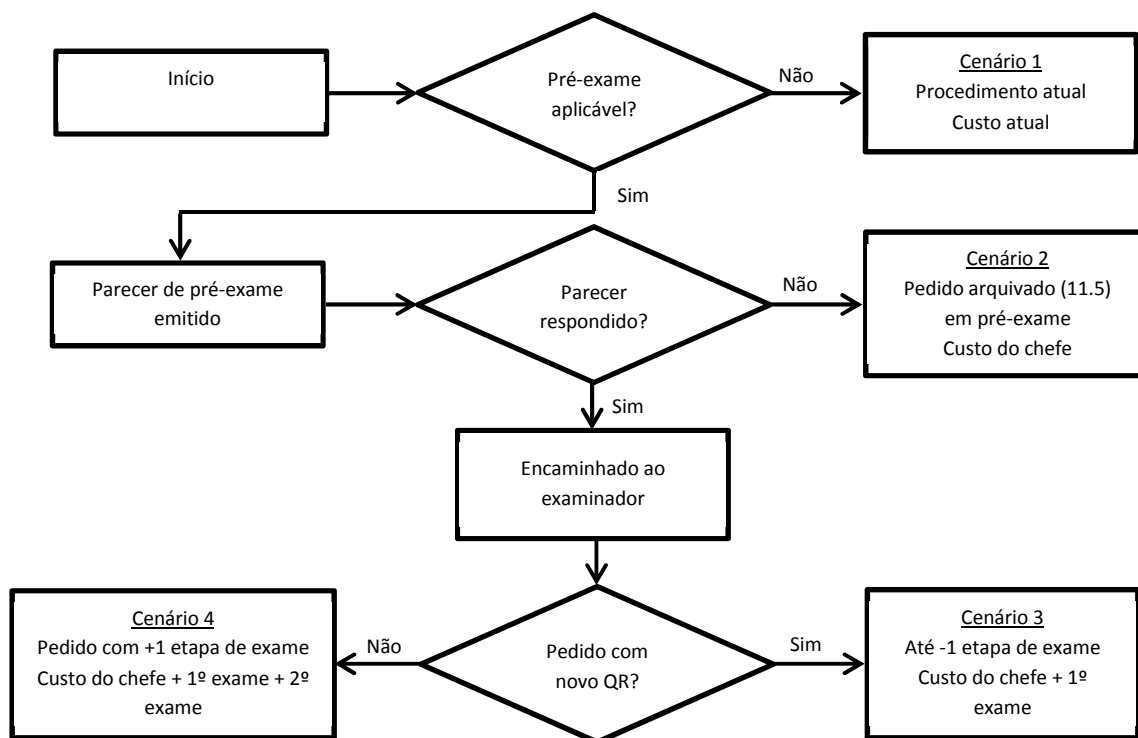 Início
Pré-exame
aplicável?
Não
Cenário 1
Procedimento atual
Custo atual
Sim
Parecer de pré-exame
emitido
Parecer
respondido?
Não
Cenário 2
Pedido arquivado (11.5)
em pré-exame
Custo do chefe
Sim
Encaminhado ao
examinador
Cenário 4
Pedido com +1 etapa de exame
Custo do chefe + 1º exame + 2º
exame
Não
Pedido com
novo QR?
Sim
Cenário 3
Até -1 etapa de exame
Custo do chefe + 1º
exame